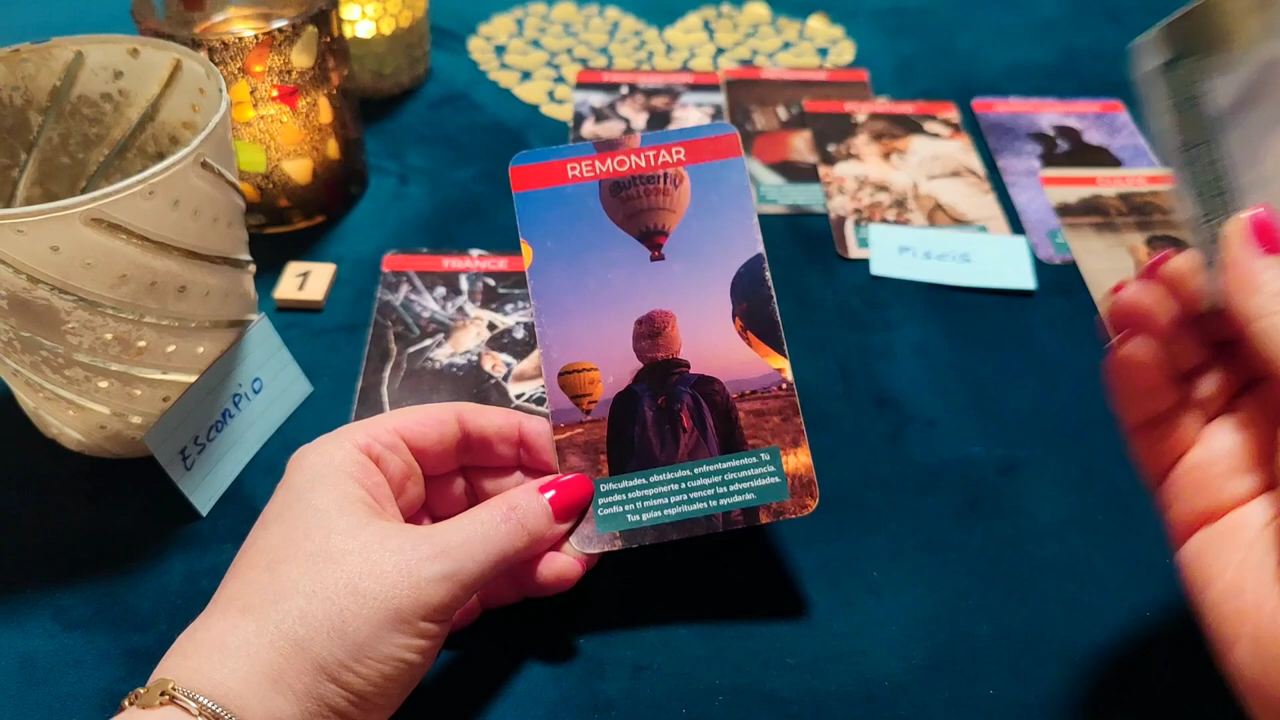 REMONTAR
Butterfly
BALLOONS
TRANCE
1
Piscis
ESCORPIO
Dificultades, obstáculos, enfrentamientos. Tú
puedes sobreponerte a cualquier circunstancia.
Confía en ti misma para vencer las adversidades.
Tus guías espirituales te ayudarán.